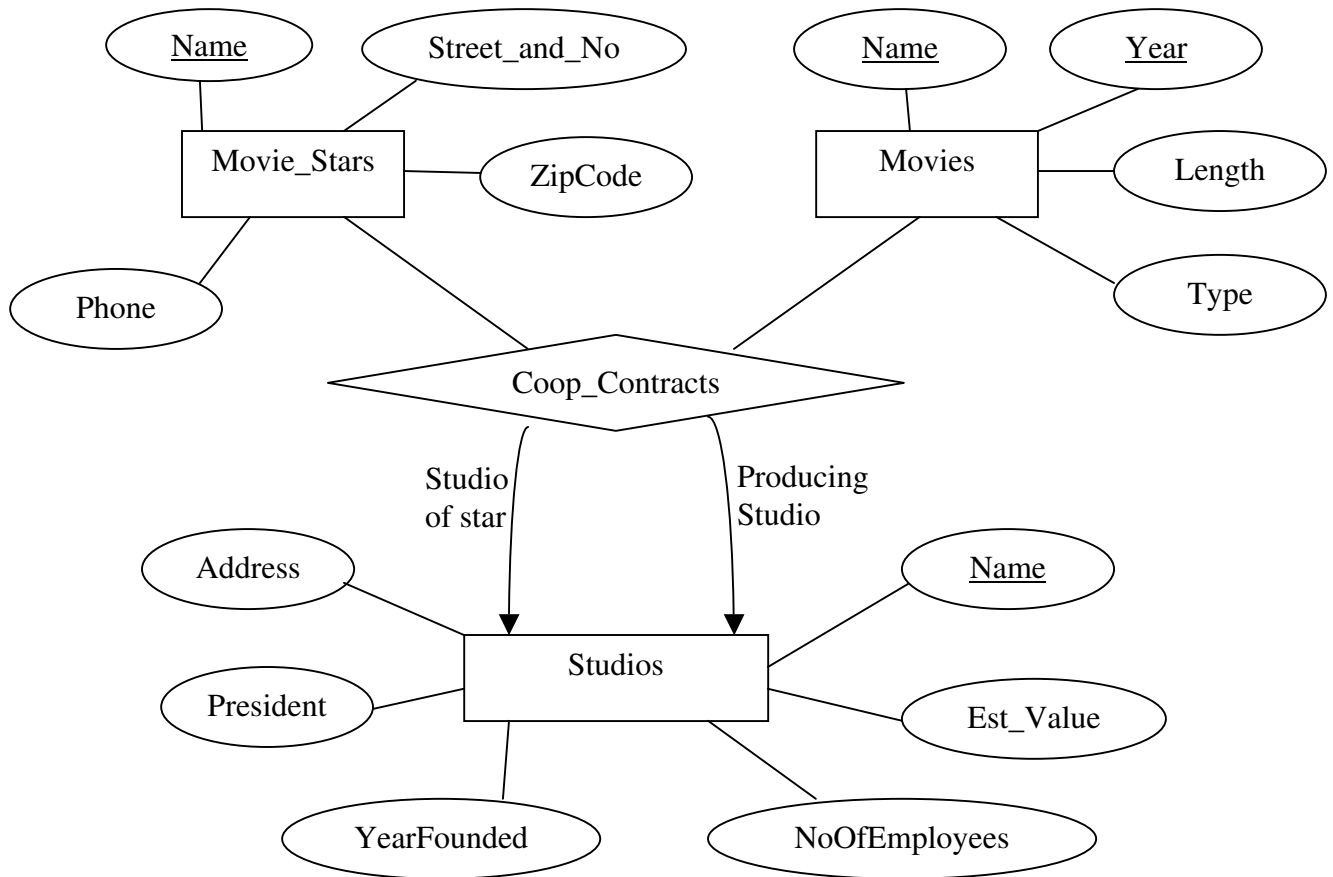 Name
Street_and_No
Name
Year
Movie_Stars
ZipCode
Movies
Length
Phone
Type
Coop_Contracts
Studio
of star
Producing
Studio
Address
Name
Studios
President
Est_Value
YearFounded
NoOfEmployees